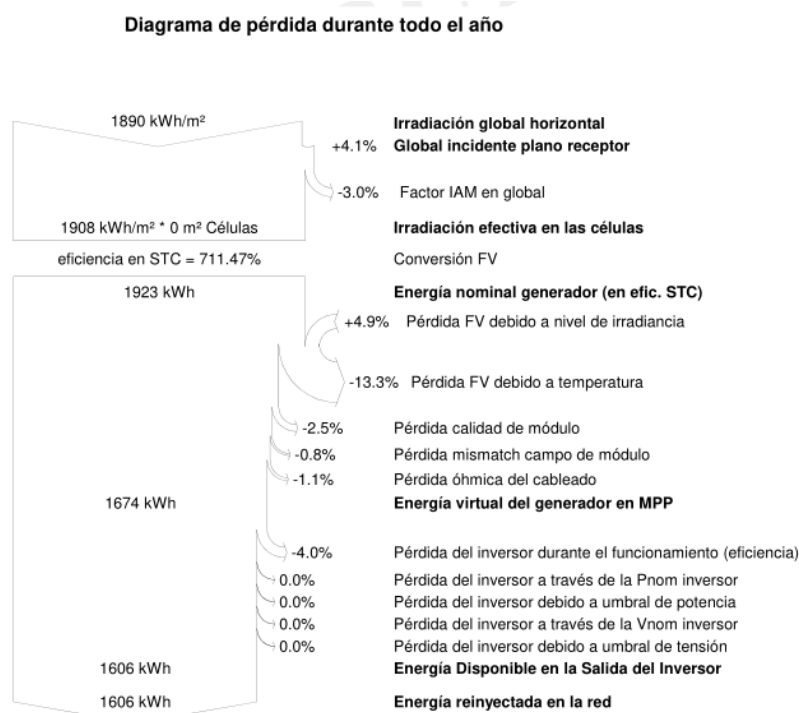 Diagrama de pérdida durante todo el año
1890 kWh/m² Irradiación global horizontal
+4.1% Global incidente plano receptor
-3.0% Factor IAM en global
1908 kWh/m² * 0 m² Células Irradiación efectiva en las células
eficiencia en STC = 711.47% Conversión FV
1923 kWh Energía nominal generador (en efic. STC)
+4.9% Pérdida FV debido a nivel de irradiancia
-13.3% Pérdida FV debido a temperatura
-2.5% Pérdida calidad de módulo
-0.8% Pérdida mismatch campo de módulo
-1.1% Pérdida óhmica del cableado
1674 kWh Energía virtual del generador en MPP
-4.0% Pérdida del inversor durante el funcionamiento (eficiencia)
0.0% Pérdida del inversor a través de la Pnom inversor
0.0% Pérdida del inversor debido a umbral de potencia
0.0% Pérdida del inversor a través de la Vnom inversor
0.0% Pérdida del inversor debido a umbral de tensión
1606 kWh Energía Disponible en la Salida del Inversor
1606 kWh Energía reinyectada en la red